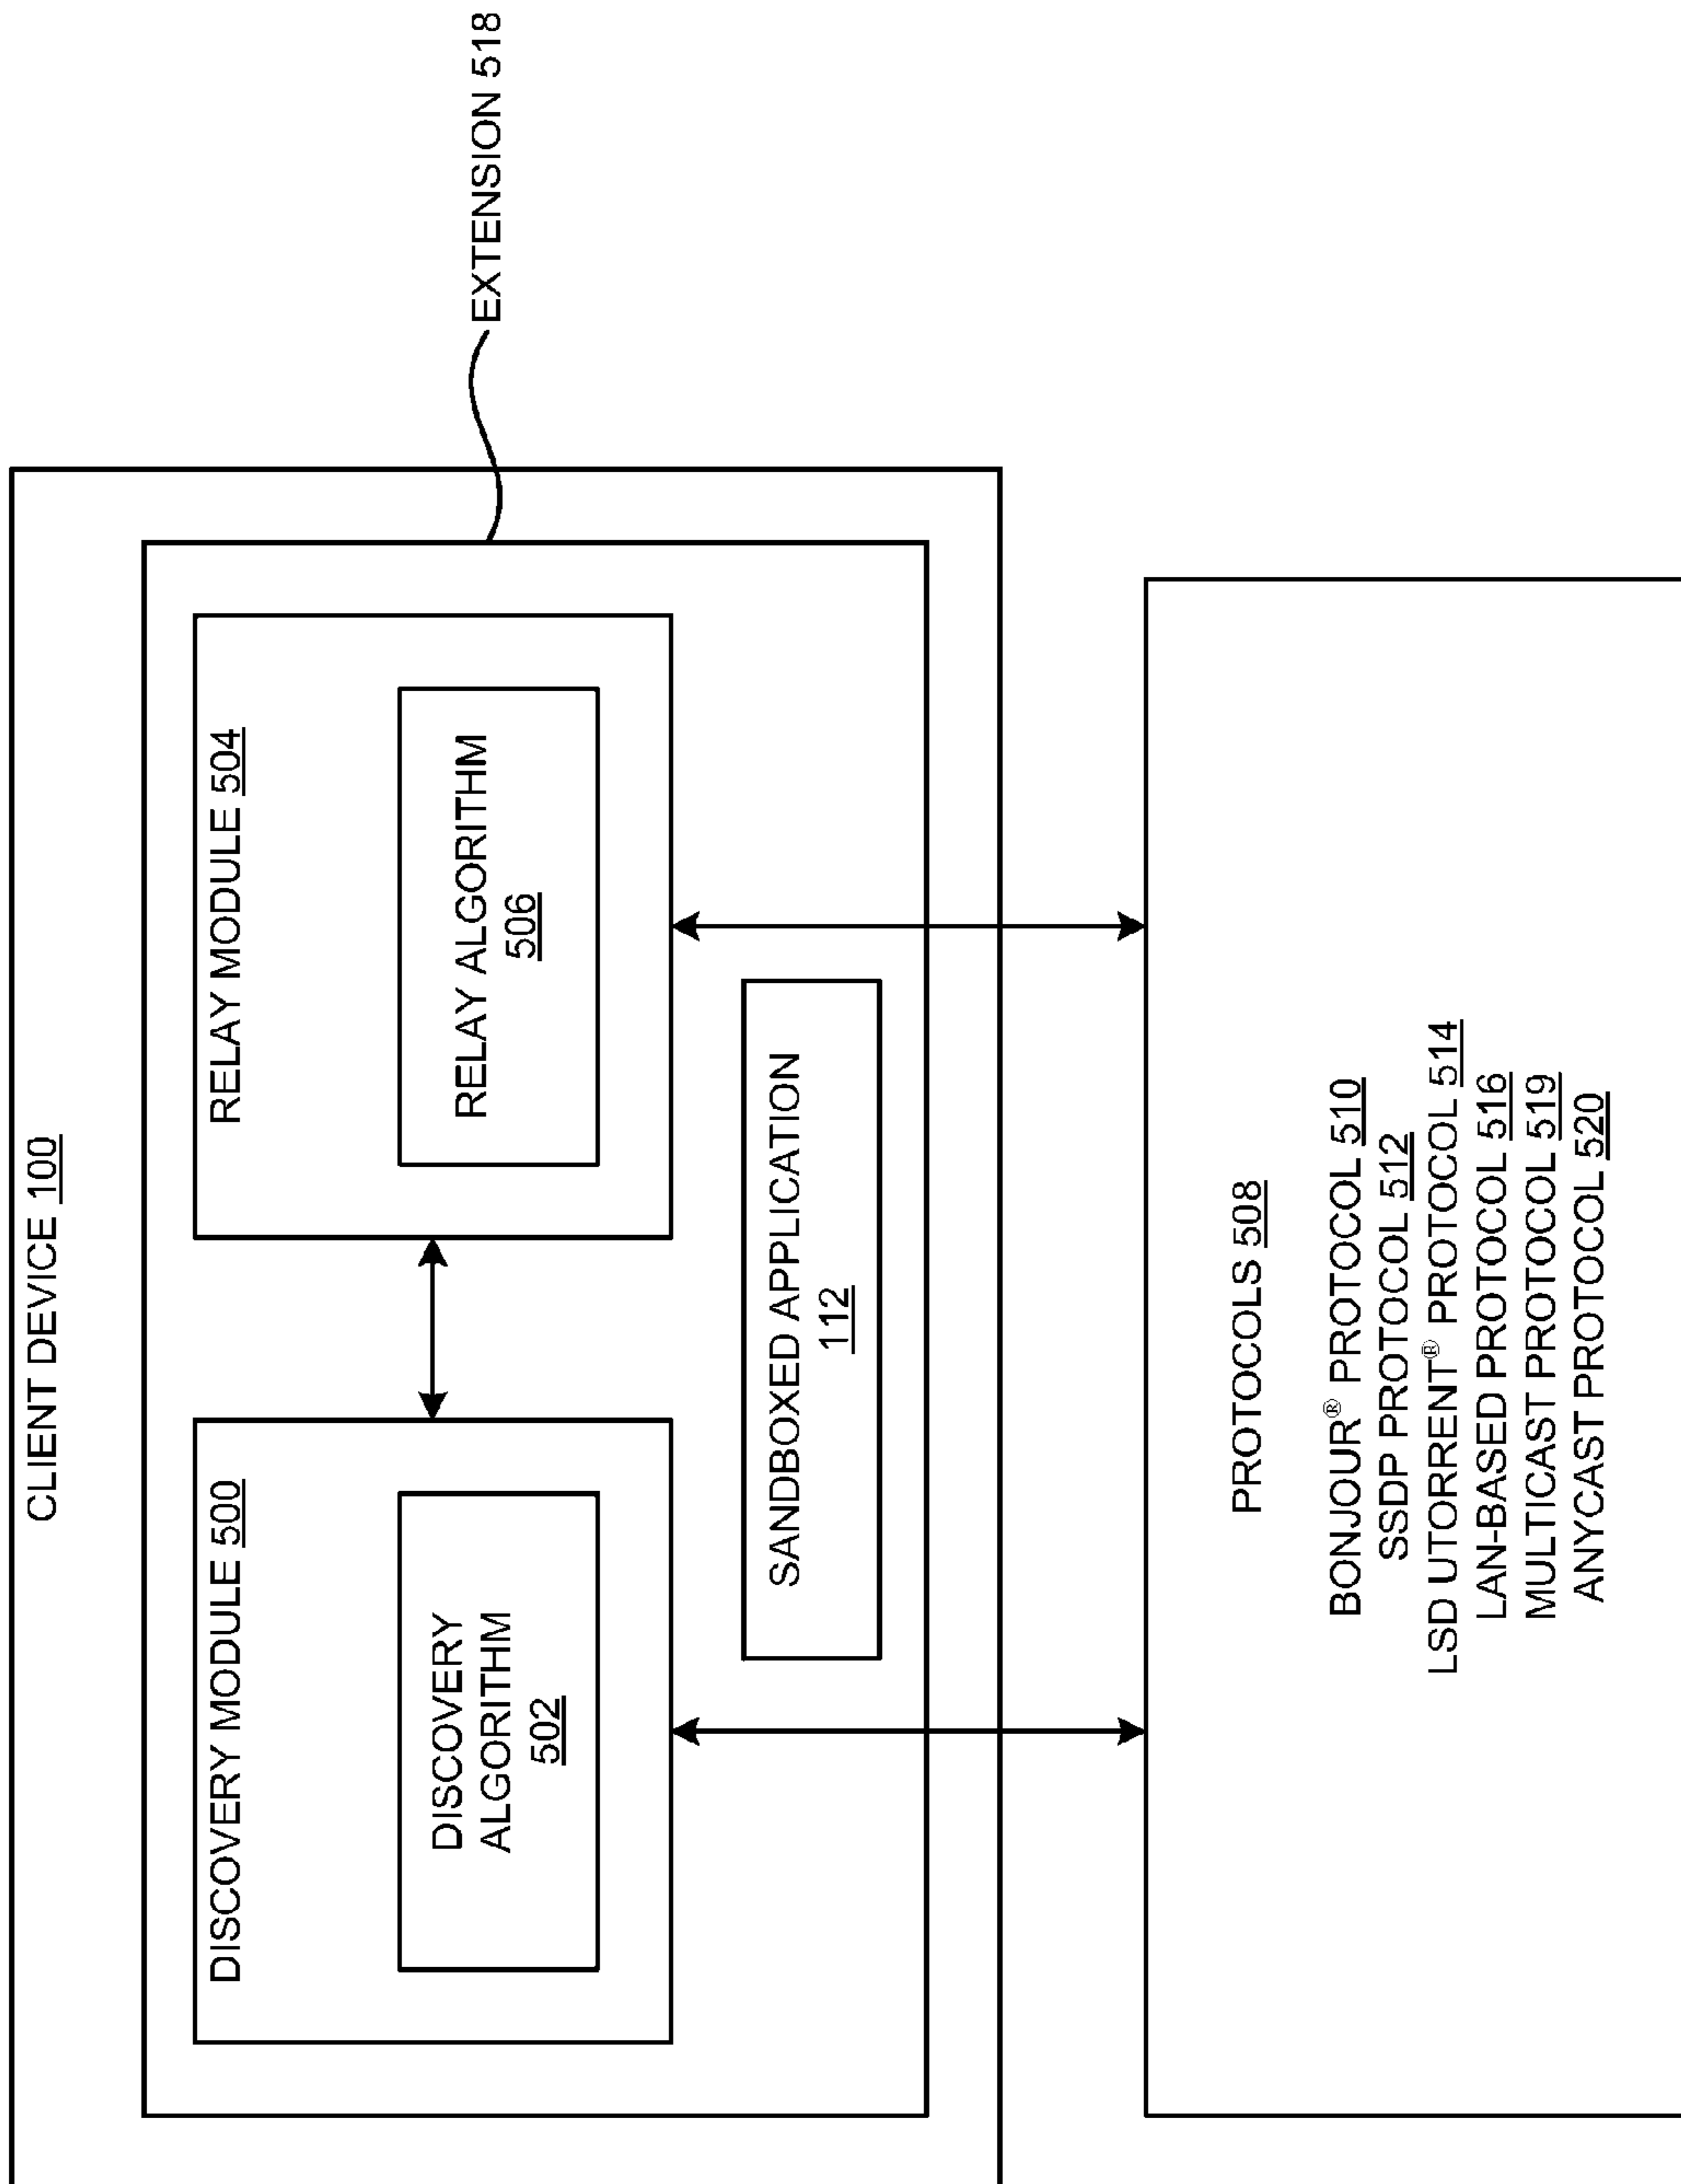 CLIENT DEVICE 100
DISCOVERY MODULE 500
DISCOVERY
ALGORITHM
502
RELAY MODULE 504
RELAY ALGORITHM
506
SANDBOXED APPLICATION
112
EXTENSION 518
PROTOCOLS 508
BONJOUR® PROTOCOL 510
SSDP PROTOCOL 512
LSD UTORRENT® PROTOCOL 514
LAN-BASED PROTOCOL 516
MULTICAST PROTOCOL 519
ANYCAST PROTOCOL 520